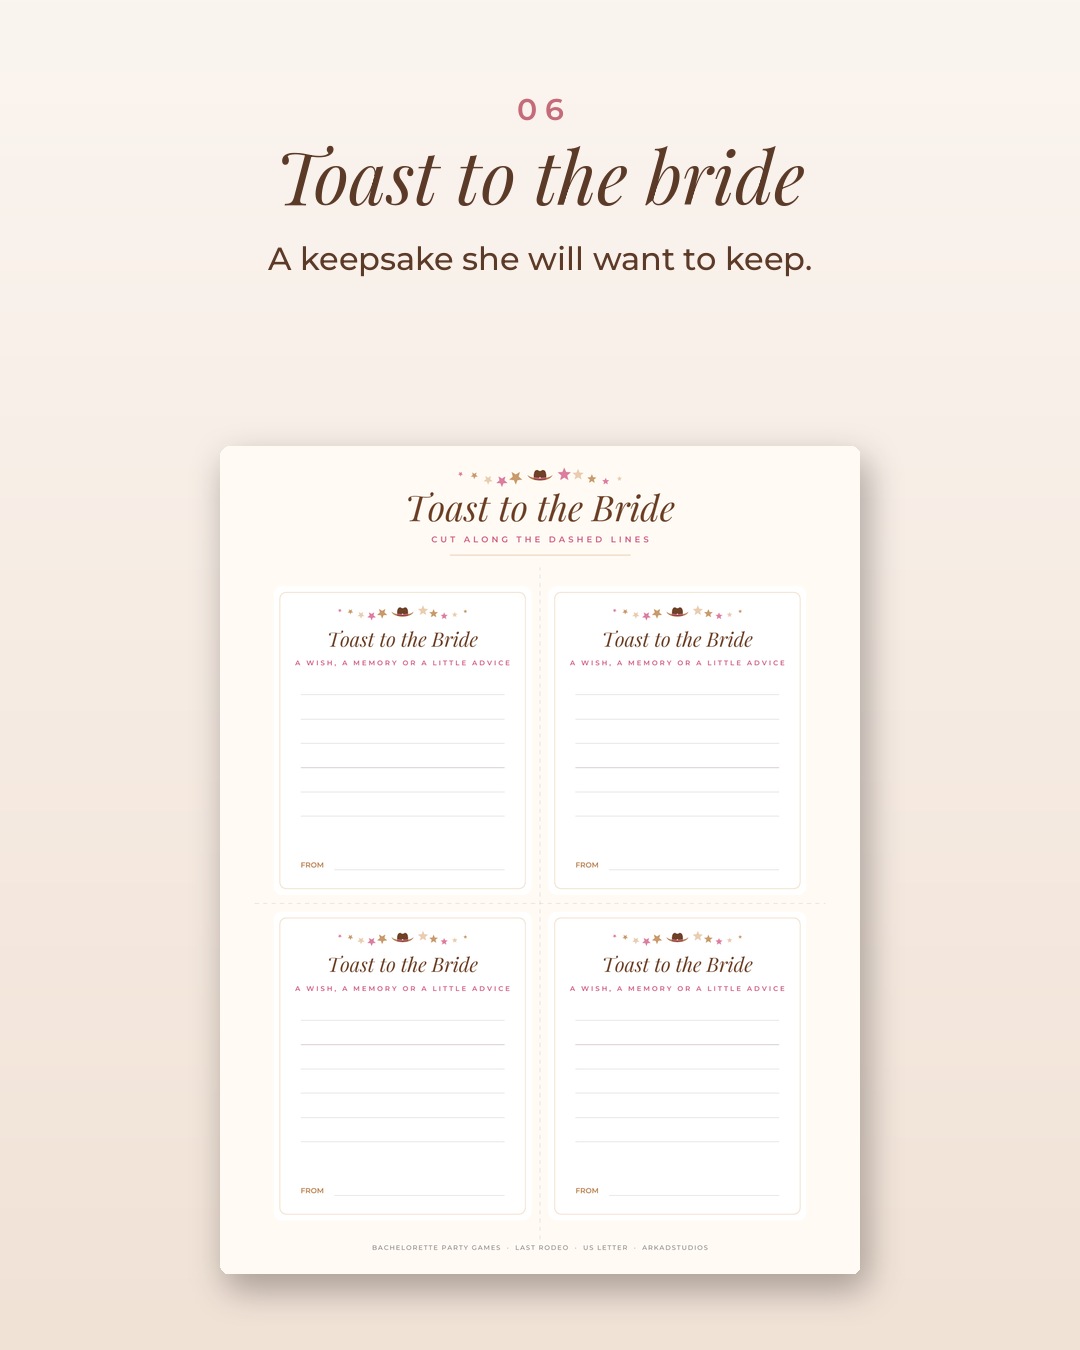 06
Toast to the bride
A keepsake she will want to keep.
Toast to the Bride
CUT ALONG THE DASHED LINES
Toast to the Bride
A WISH, A MEMORY OR A LITTLE ADVICE
FROM
Toast to the Bride
A WISH, A MEMORY OR A LITTLE ADVICE
FROM
Toast to the Bride
A WISH, A MEMORY OR A LITTLE ADVICE
FROM
Toast to the Bride
A WISH, A MEMORY OR A LITTLE ADVICE
FROM
BACHELORETTE PARTY GAMES · LAST RODEO · US LETTER · ARKADSTUDIOS